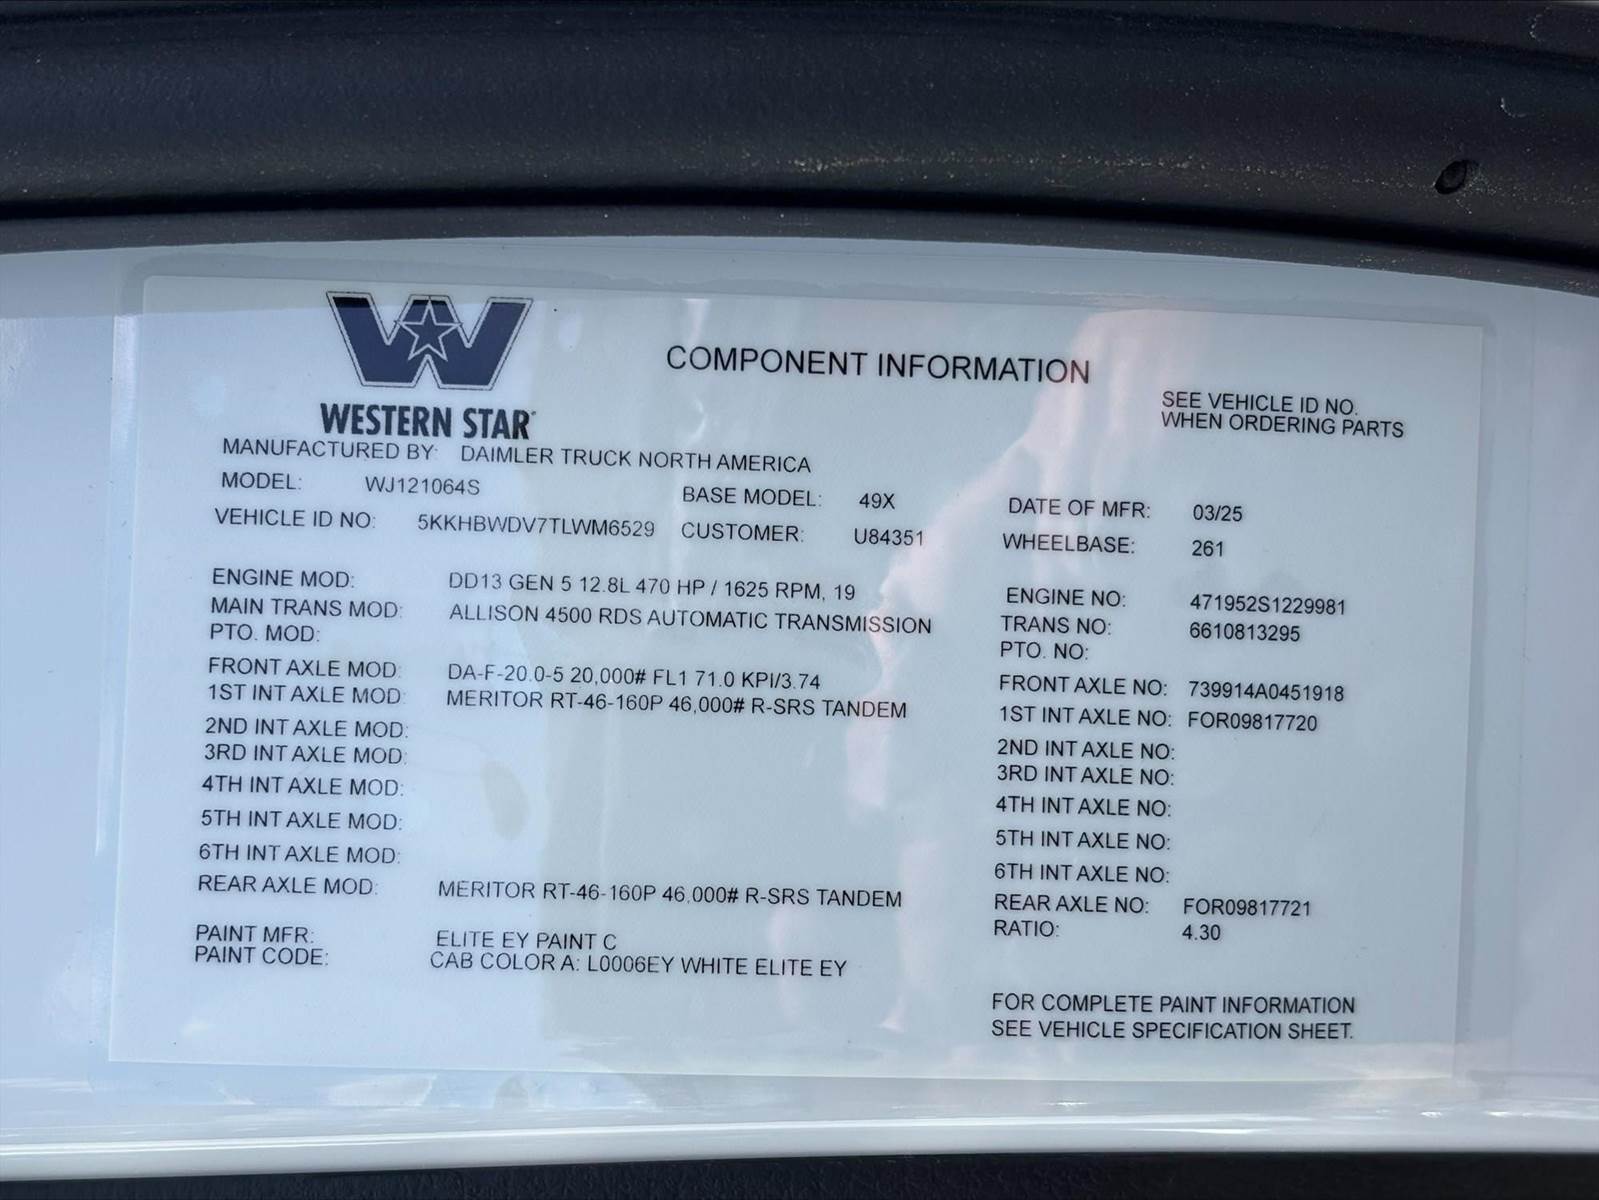 WESTERN STAR
COMPONENT INFORMATION
SEE VEHICLE ID NO.
WHEN ORDERING PARTS
MANUFACTURED BY: DAIMLER TRUCK NORTH AMERICA
MODEL: WJ121064S BASE MODEL: 49X DATE OF MFR: 03/25
VEHICLE ID NO: 5KKHBWDV7TLWM6529 CUSTOMER: U84351 WHEELBASE: 261
ENGINE MOD: DD13 GEN 5 12.8L 470 HP / 1625 RPM, 19 ENGINE NO: 471952S1229981
MAIN TRANS MOD: ALLISON 4500 RDS AUTOMATIC TRANSMISSION TRANS NO: 6610813295
PTO. MOD: PTO. NO:
FRONT AXLE MOD: DA-F-20.0-5 20,000# FL1 71.0 KPI/3.74 FRONT AXLE NO: 739914A0451918
1ST INT AXLE MOD: MERITOR RT-46-160P 46,000# R-SRS TANDEM 1ST INT AXLE NO: FOR09817720
2ND INT AXLE MOD: 2ND INT AXLE NO:
3RD INT AXLE MOD: 3RD INT AXLE NO:
4TH INT AXLE MOD: 4TH INT AXLE NO:
5TH INT AXLE MOD: 5TH INT AXLE NO:
6TH INT AXLE MOD: 6TH INT AXLE NO:
REAR AXLE MOD: MERITOR RT-46-160P 46,000# R-SRS TANDEM REAR AXLE NO: FOR09817721
RATIO: 4.30
PAINT MFR: ELITE EY PAINT C
PAINT CODE: CAB COLOR A: L0006EY WHITE ELITE EY
FOR COMPLETE PAINT INFORMATION
SEE VEHICLE SPECIFICATION SHEET.